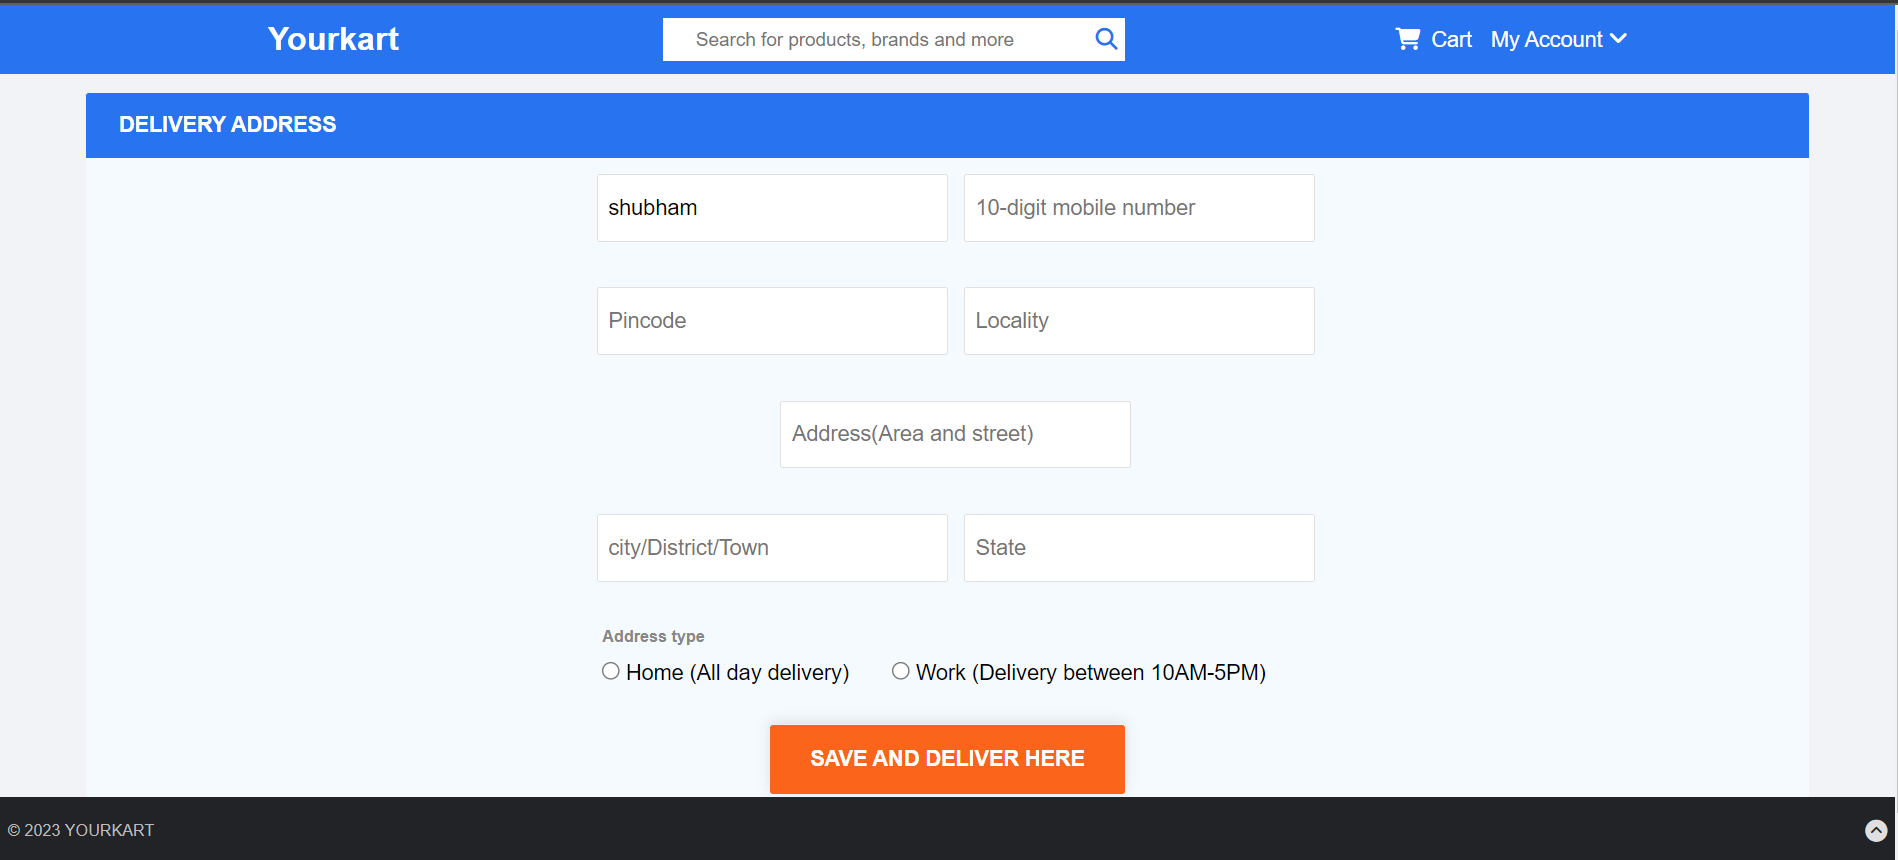 Yourkart
Search for products, brands and more
Cart
My Account
DELIVERY ADDRESS
shubham
10-digit mobile number
Pincode
Locality
Address(Area and street)
city/District/Town
State
Address type
Home (All day delivery)
Work (Delivery between 10AM-5PM)
SAVE AND DELIVER HERE
© 2023 YOURKART